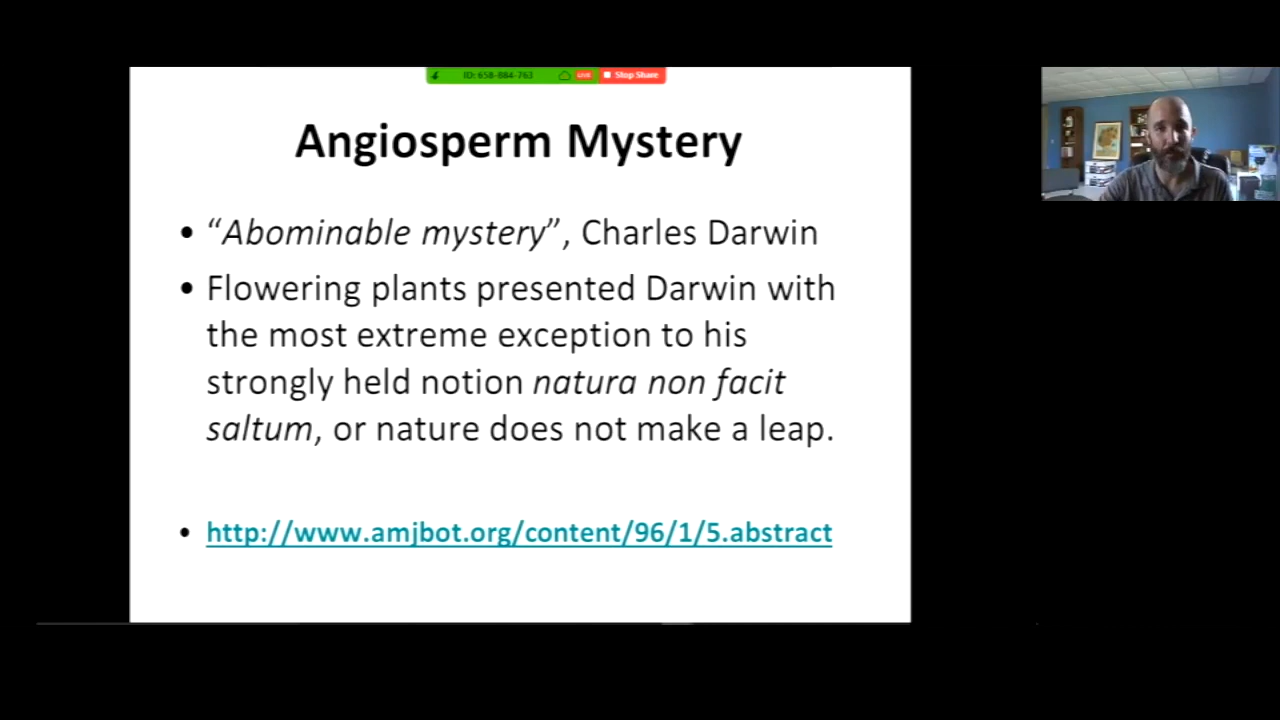 ID: 658-884-763 LIVE Stop Share
Angiosperm Mystery
• “Abominable mystery”, Charles Darwin
• Flowering plants presented Darwin with
the most extreme exception to his
strongly held notion natura non facit
saltum, or nature does not make a leap.
• http://www.amjbot.org/content/96/1/5.abstract